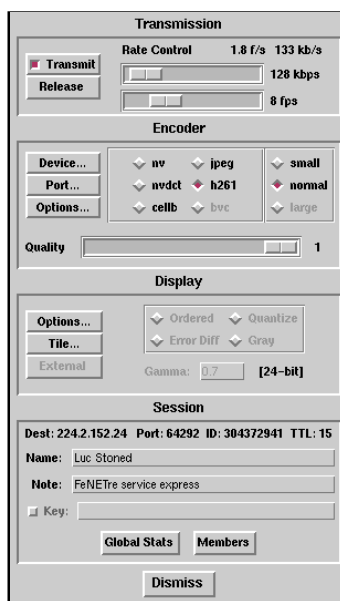 Transmission
Rate Control 1.8 f/s 133 kb/s
Transmit
128 kbps
Release
8 fps
Encoder
Device... nv jpeg small
Port... nvdct h261 normal
Options... cellb bvc large
Quality 1
Display
Options... Ordered Quantize
Tile... Error Diff Gray
External Gamma: 0.7 [24-bit]
Session
Dest: 224.2.152.24 Port: 64292 ID: 304372941 TTL: 15
Name: Luc Stoned
Note: FeNETre service express
Key:
Global Stats Members
Dismiss